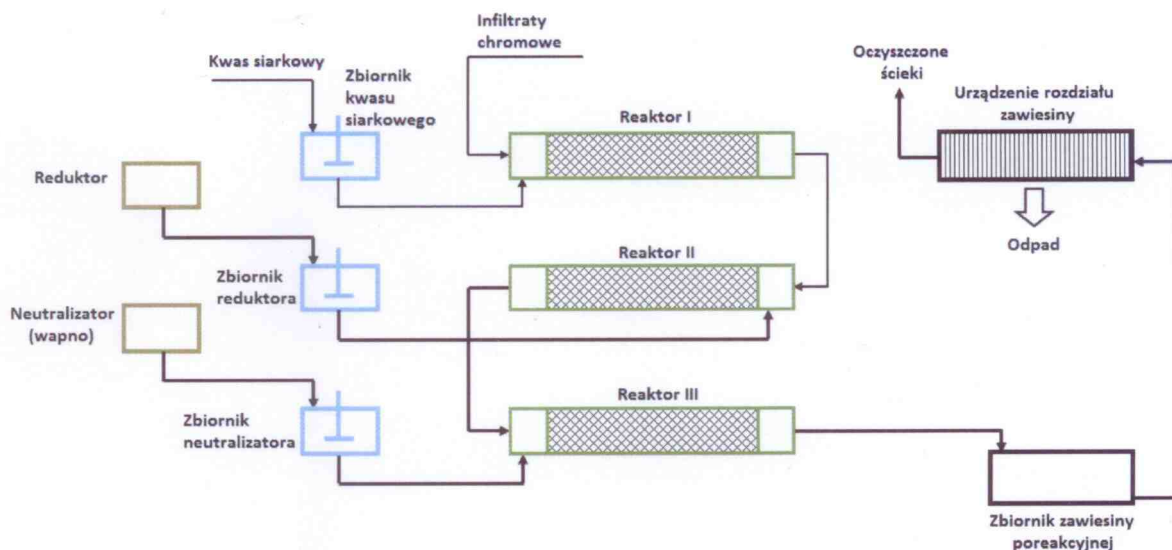 Infiltraty
chromowe
Kwas siarkowy
Zbiornik
kwasu
siarkowego
Reaktor I
Oczyszczone
ścieki
Urządzenie rozdziału
zawiesiny
Reduktor
Odpad
Zbiornik
reduktora
Reaktor II
Neutralizator
(wapno)
Zbiornik
neutralizatora
Reaktor III
Zbiornik zawiesiny
poreakcyjnej